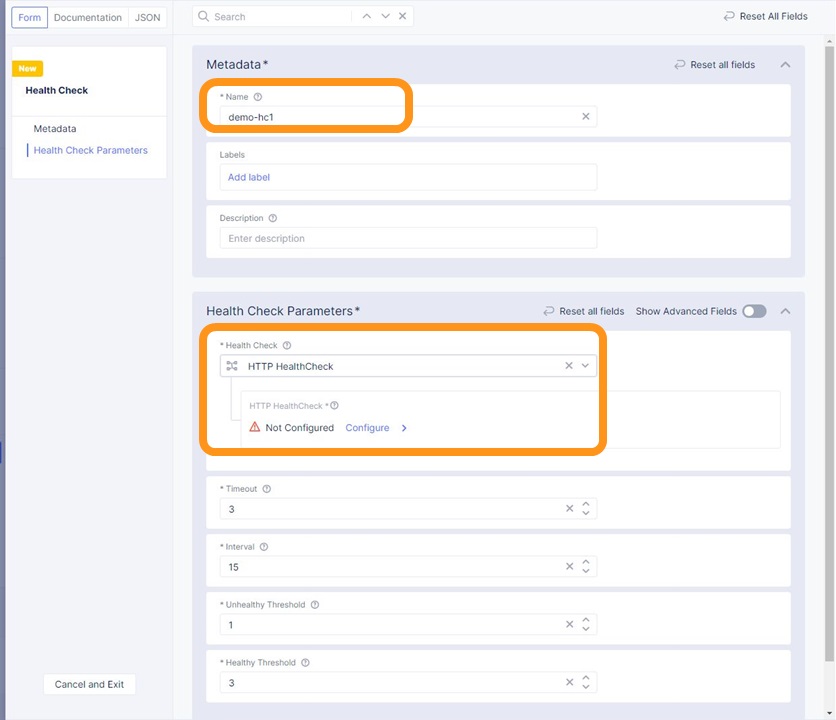 Form Documentation JSON
Search
Reset All Fields
New
Health Check
Metadata
Health Check Parameters
Metadata*
Reset all fields
* Name
demo-hc1
Labels
Add label
Description
Enter description
Health Check Parameters*
Reset all fields
Show Advanced Fields
* Health Check
HTTP HealthCheck
HTTP HealthCheck *
Not Configured Configure
* Timeout
3
* Interval
15
* Unhealthy Threshold
1
* Healthy Threshold
3
Cancel and Exit